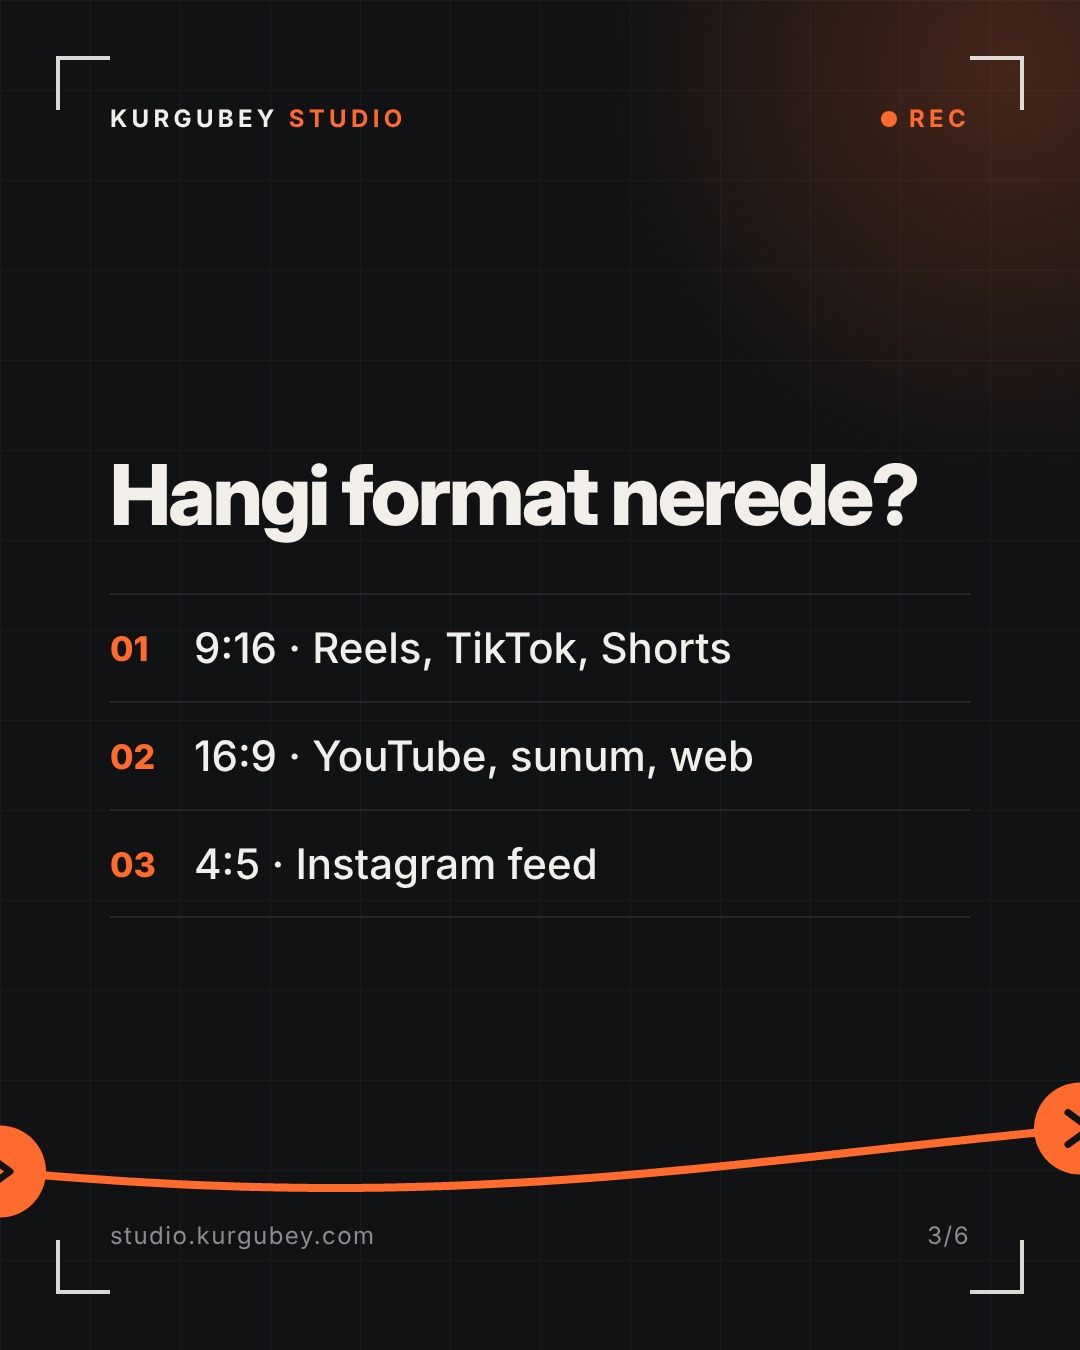 KURGUBEY STUDIO
REC
Hangi format nerede?
01 9:16 · Reels, TikTok, Shorts
02 16:9 · YouTube, sunum, web
03 4:5 · Instagram feed
studio.kurgubey.com
3/6